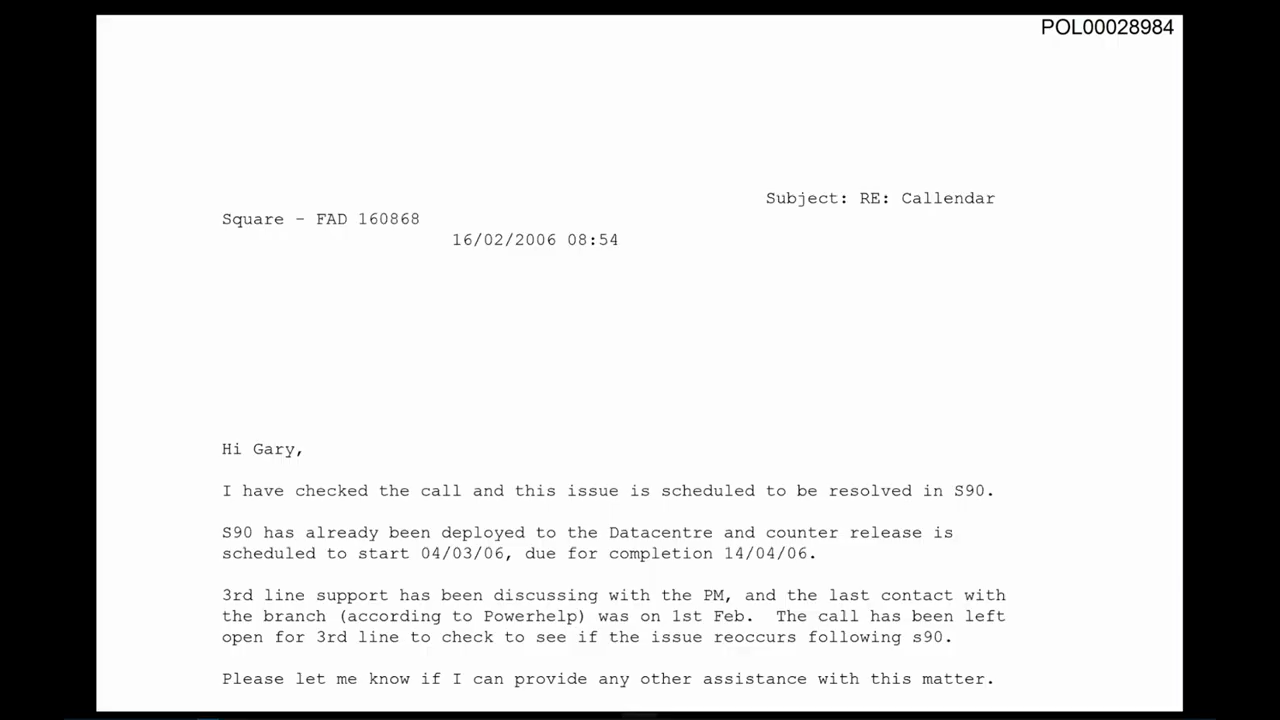 POL00028984
Subject: RE: Callendar
Square - FAD 160868
16/02/2006 08:54
Hi Gary,
I have checked the call and this issue is scheduled to be resolved in S90.
S90 has already been deployed to the Datacentre and counter release is
scheduled to start 04/03/06, due for completion 14/04/06.
3rd line support has been discussing with the PM, and the last contact with
the branch (according to Powerhelp) was on 1st Feb. The call has been left
open for 3rd line to check to see if the issue reoccurs following s90.
Please let me know if I can provide any other assistance with this matter.